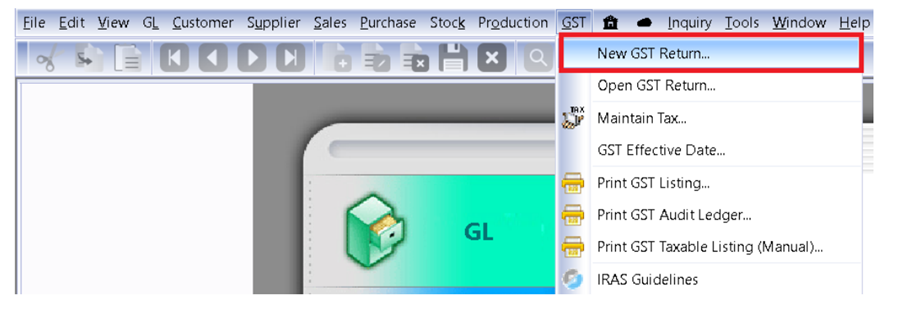 File Edit View GL Customer Supplier Sales Purchase Stock Production GST Inquiry Tools Window Help
New GST Return...
Open GST Return...
TAX
Maintain Tax...
GST Effective Date...
Print GST Listing...
Print GST Audit Ledger...
GL
Print GST Taxable Listing (Manual)...
IRAS Guidelines